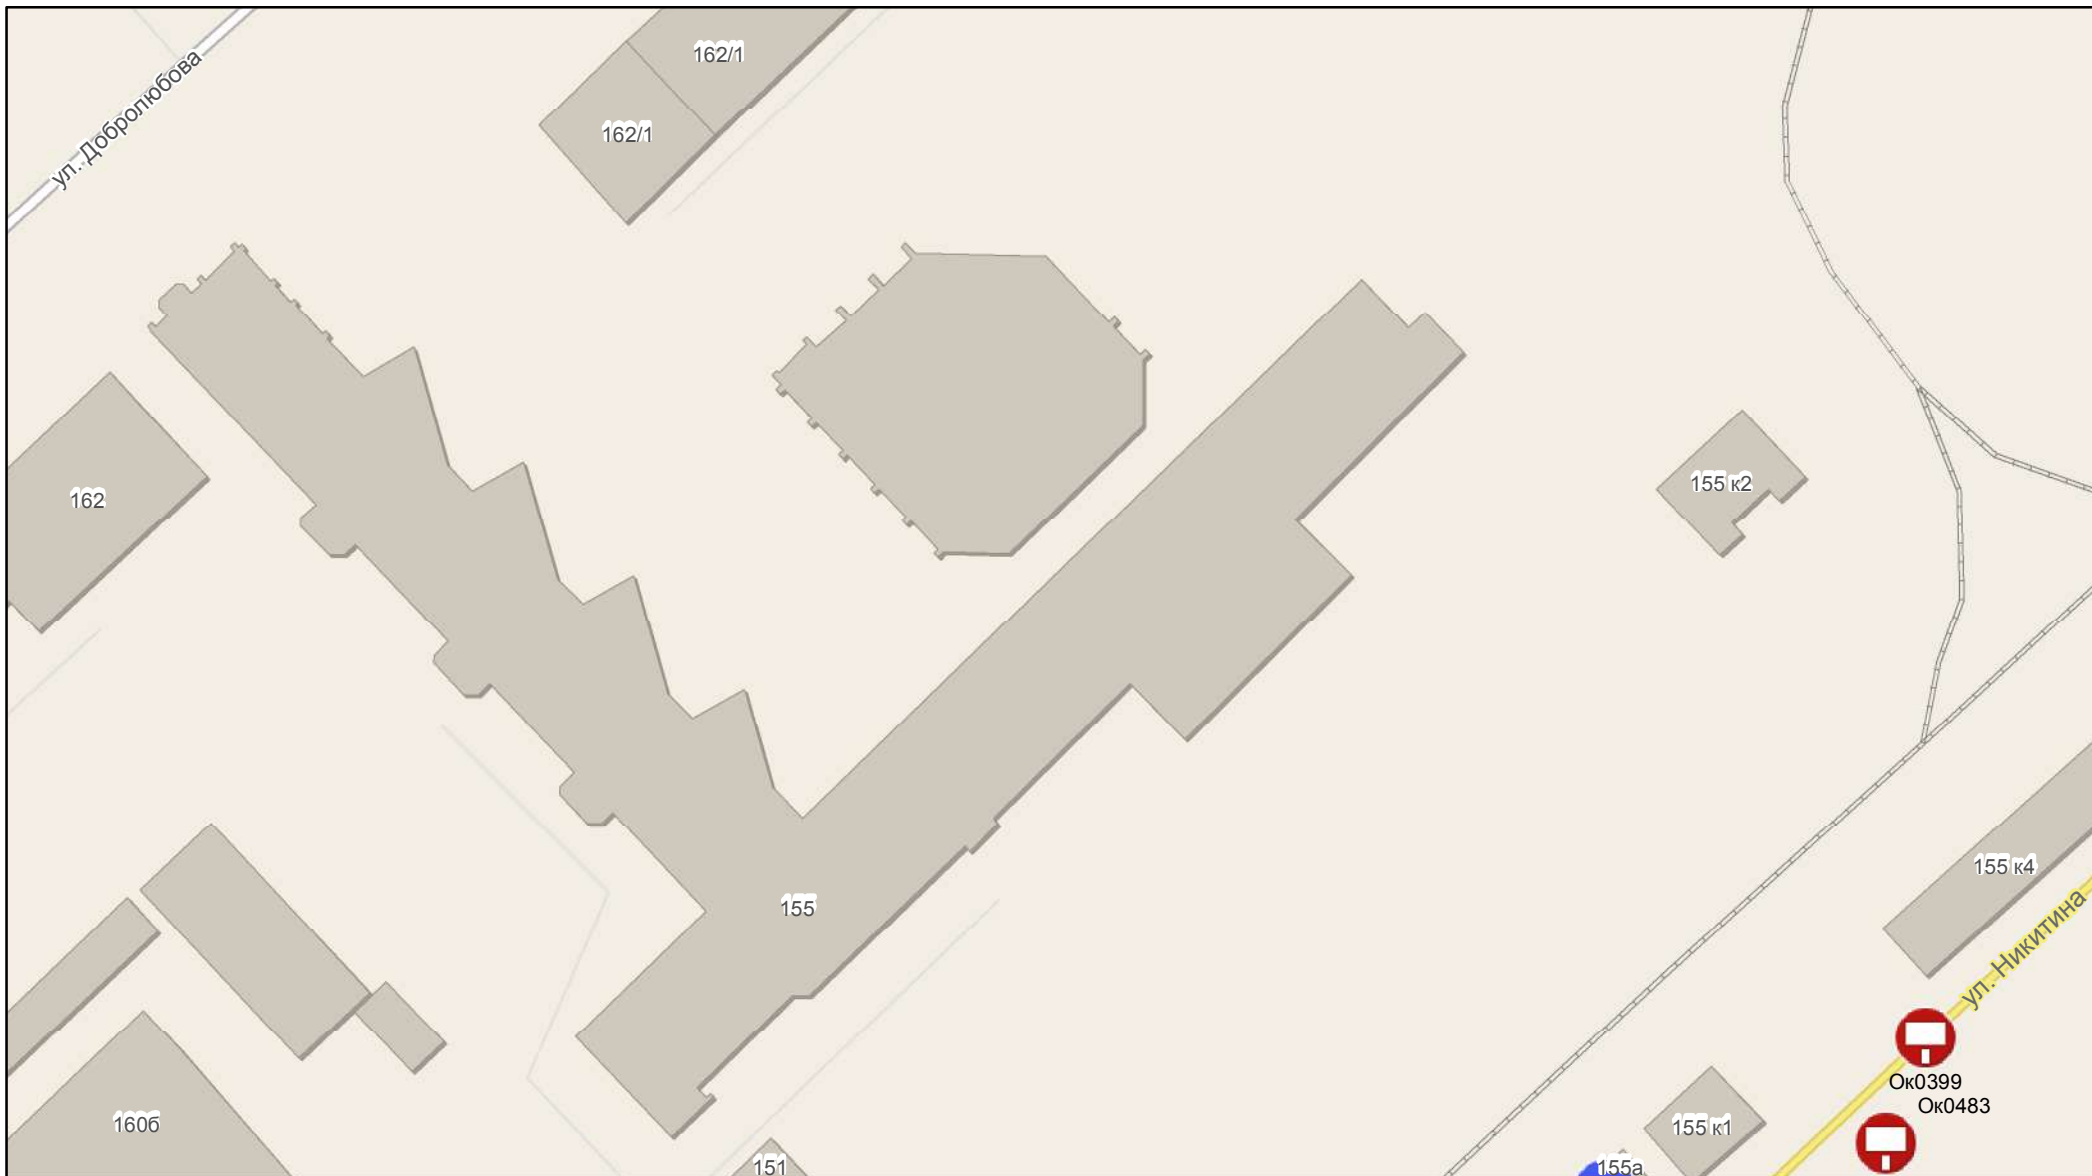 162/1
ул. Добролюбова
162/1
155 к2
162
155 к4
155
ул. Никитина
Ок0399
Ок0483
160б
155 к1
151
155а